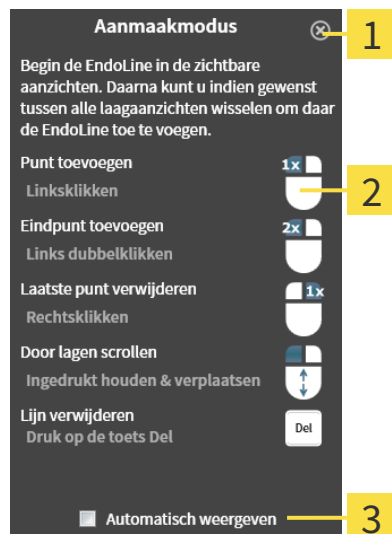 Aanmaakmodus
1
Begin de EndoLine in de zichtbare
aanzichten. Daarna kunt u indien gewenst
tussen alle laagaanzichten wisselen om daar
de EndoLine toe te voegen.
Punt toevoegen
1x
Linksklikken
2
Eindpunt toevoegen
2x
Links dubbelklikken
Laatste punt verwijderen
1x
Rechtsklikken
Door lagen scrollen
Ingedrukt houden & verplaatsen
Lijn verwijderen
Druk op de toets Del
Del
Automatisch weergeven
3